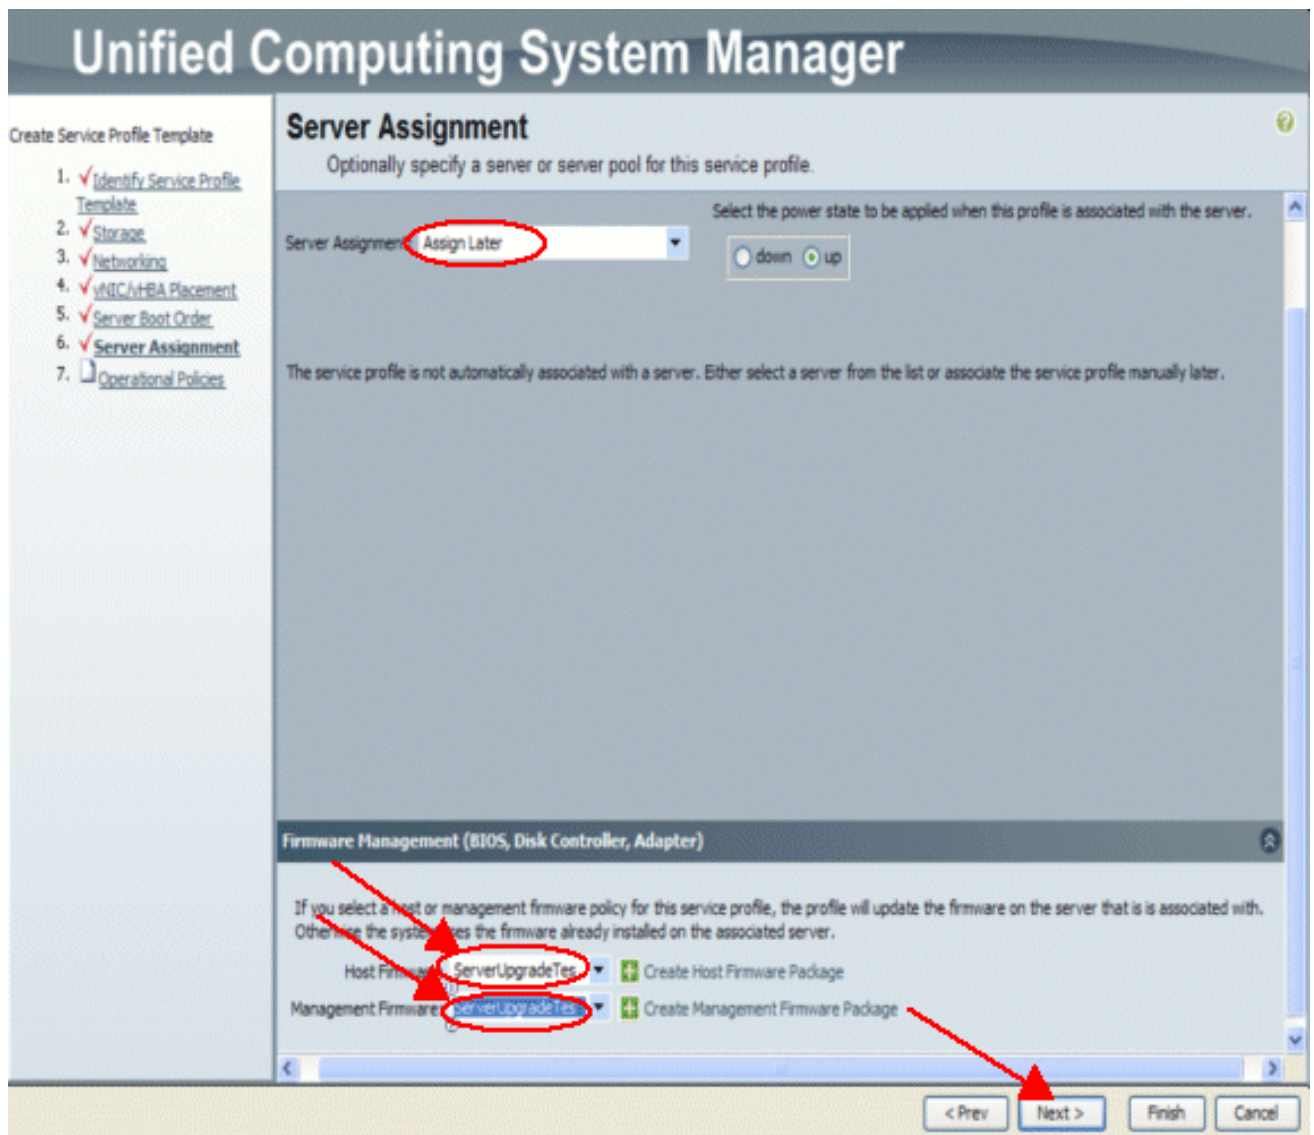 Unified Computing System Manager
Create Service Profile Template
1. Identify Service Profile
Template
2. Storage
3. Networking
4. vNIC/vHBA Placement
5. Server Boot Order
6. Server Assignment
7. Operational Policies
Server Assignment
Optionally specify a server or server pool for this service profile.
Select the power state to be applied when this profile is associated with the server.
Server Assignment: Assign Later
down up
The service profile is not automatically associated with a server. Either select a server from the list or associate the service profile manually later.
Firmware Management (BIOS, Disk Controller, Adapter)
If you select a host or management firmware policy for this service profile, the profile will update the firmware on the server that is is associated with.
Otherwise the system uses the firmware already installed on the associated server.
Host Firmware: ServerUpgradeTes Create Host Firmware Package
Management Firmware: ServerUpgradeTes Create Management Firmware Package
< Prev Next > Finish Cancel